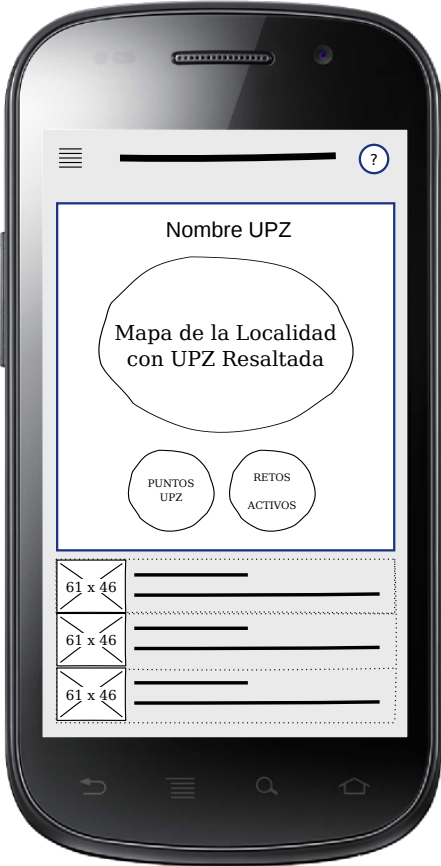 ?
Nombre UPZ
Mapa de la Localidad
con UPZ Resaltada
PUNTOS
UPZ
RETOS
ACTIVOS
61 x 46
61 x 46
61 x 46